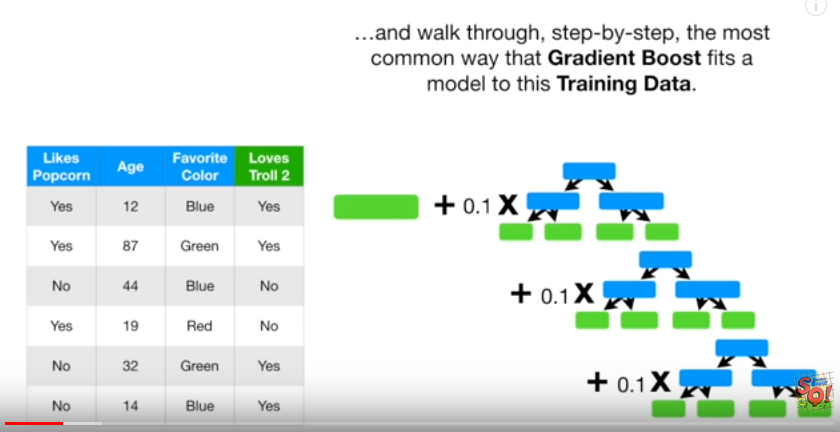 ...and walk through, step-by-step, the most
common way that Gradient Boost fits a
model to this Training Data.
Likes Popcorn Age Favorite Color Loves Troll 2
Yes 12 Blue Yes
Yes 87 Green Yes
No 44 Blue No
Yes 19 Red No
No 32 Green Yes
No 14 Blue Yes
+ 0.1 X
+ 0.1 X
+ 0.1 X
SQ!